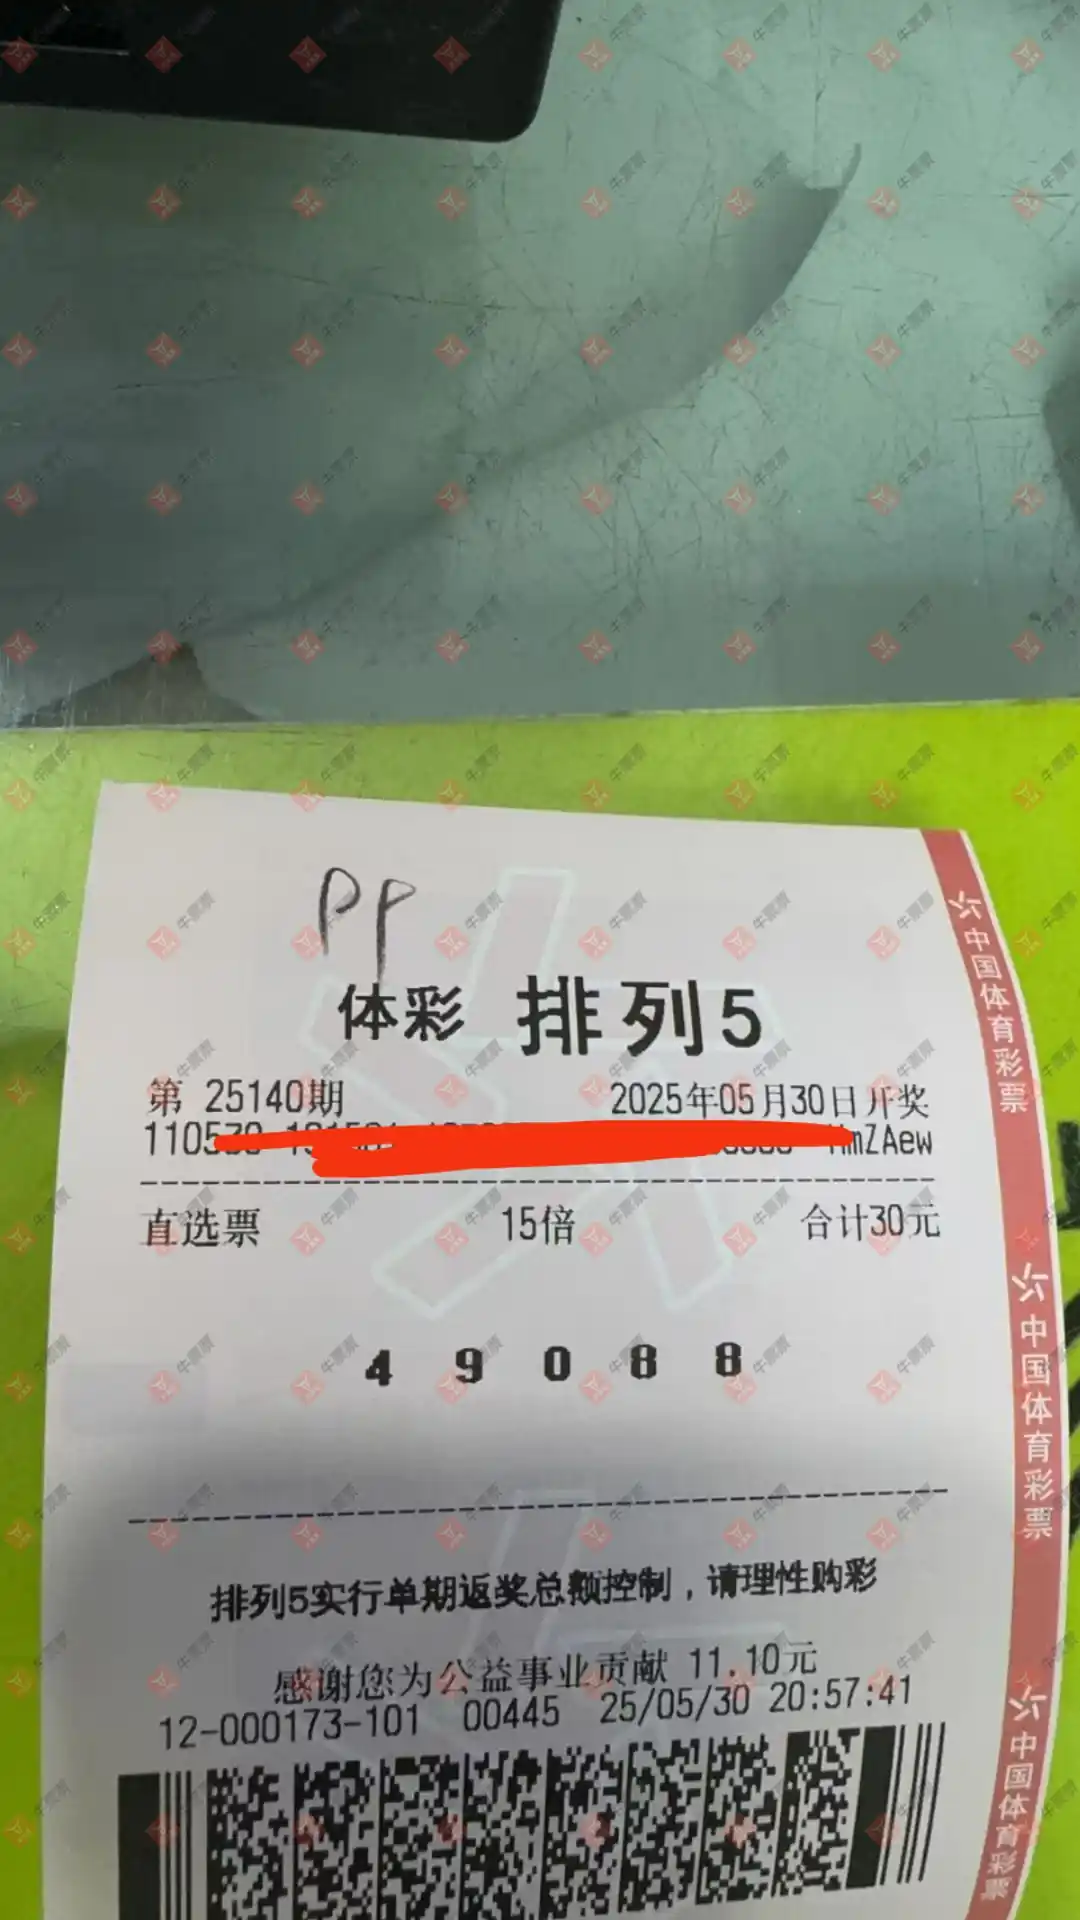 PP
体彩 排列5
第 25140期 2025年05月30日开奖
mZAew
直选票 15倍 合计30元
4 9 0 8 8
排列5实行单期返奖总额控制，请理性购彩
感谢您为公益事业贡献 11.10元
12-000173-101 00445 25/05/30 20:57:41
中国体育彩票
中国体育彩票
中国体育彩票
牛票票